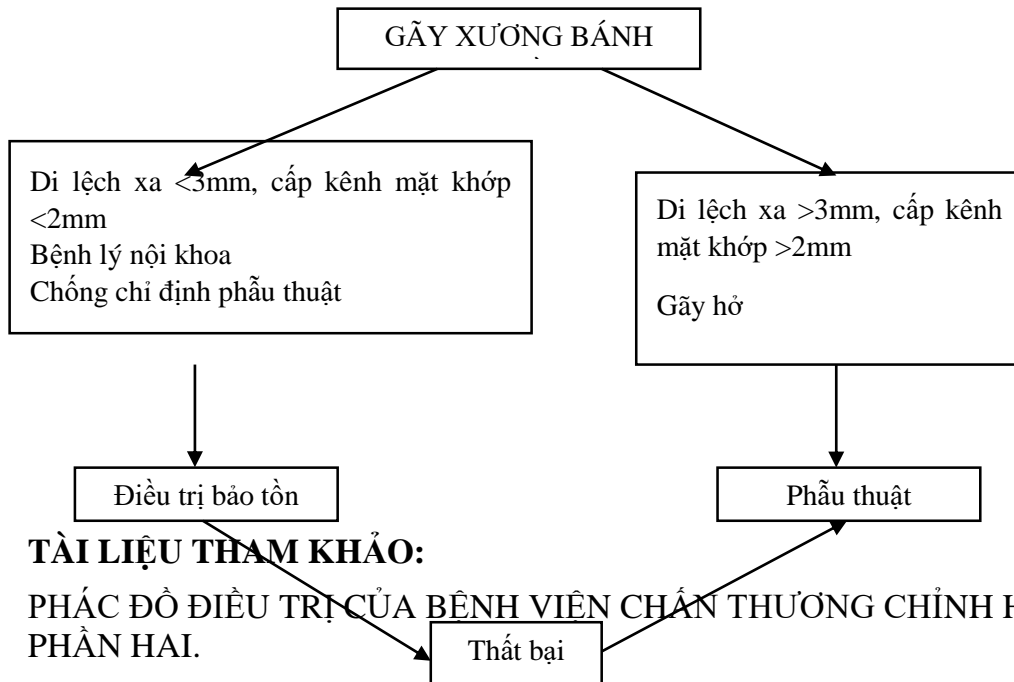 GÃY XƯƠNG BÁNH
Di lệch xa <3mm, cấp kênh mặt khớp
<2mm
Bệnh lý nội khoa
Chống chỉ định phẫu thuật
Di lệch xa >3mm, cấp kênh
mặt khớp >2mm
Gãy hở
Điều trị bảo tồn
Phẫu thuật
TÀI LIỆU THAM KHẢO:
PHÁC ĐỒ ĐIỀU TRỊ CỦA BỆNH VIỆN CHẤN THƯƠNG CHỈNH
PHẦN HAI.
Thất bại